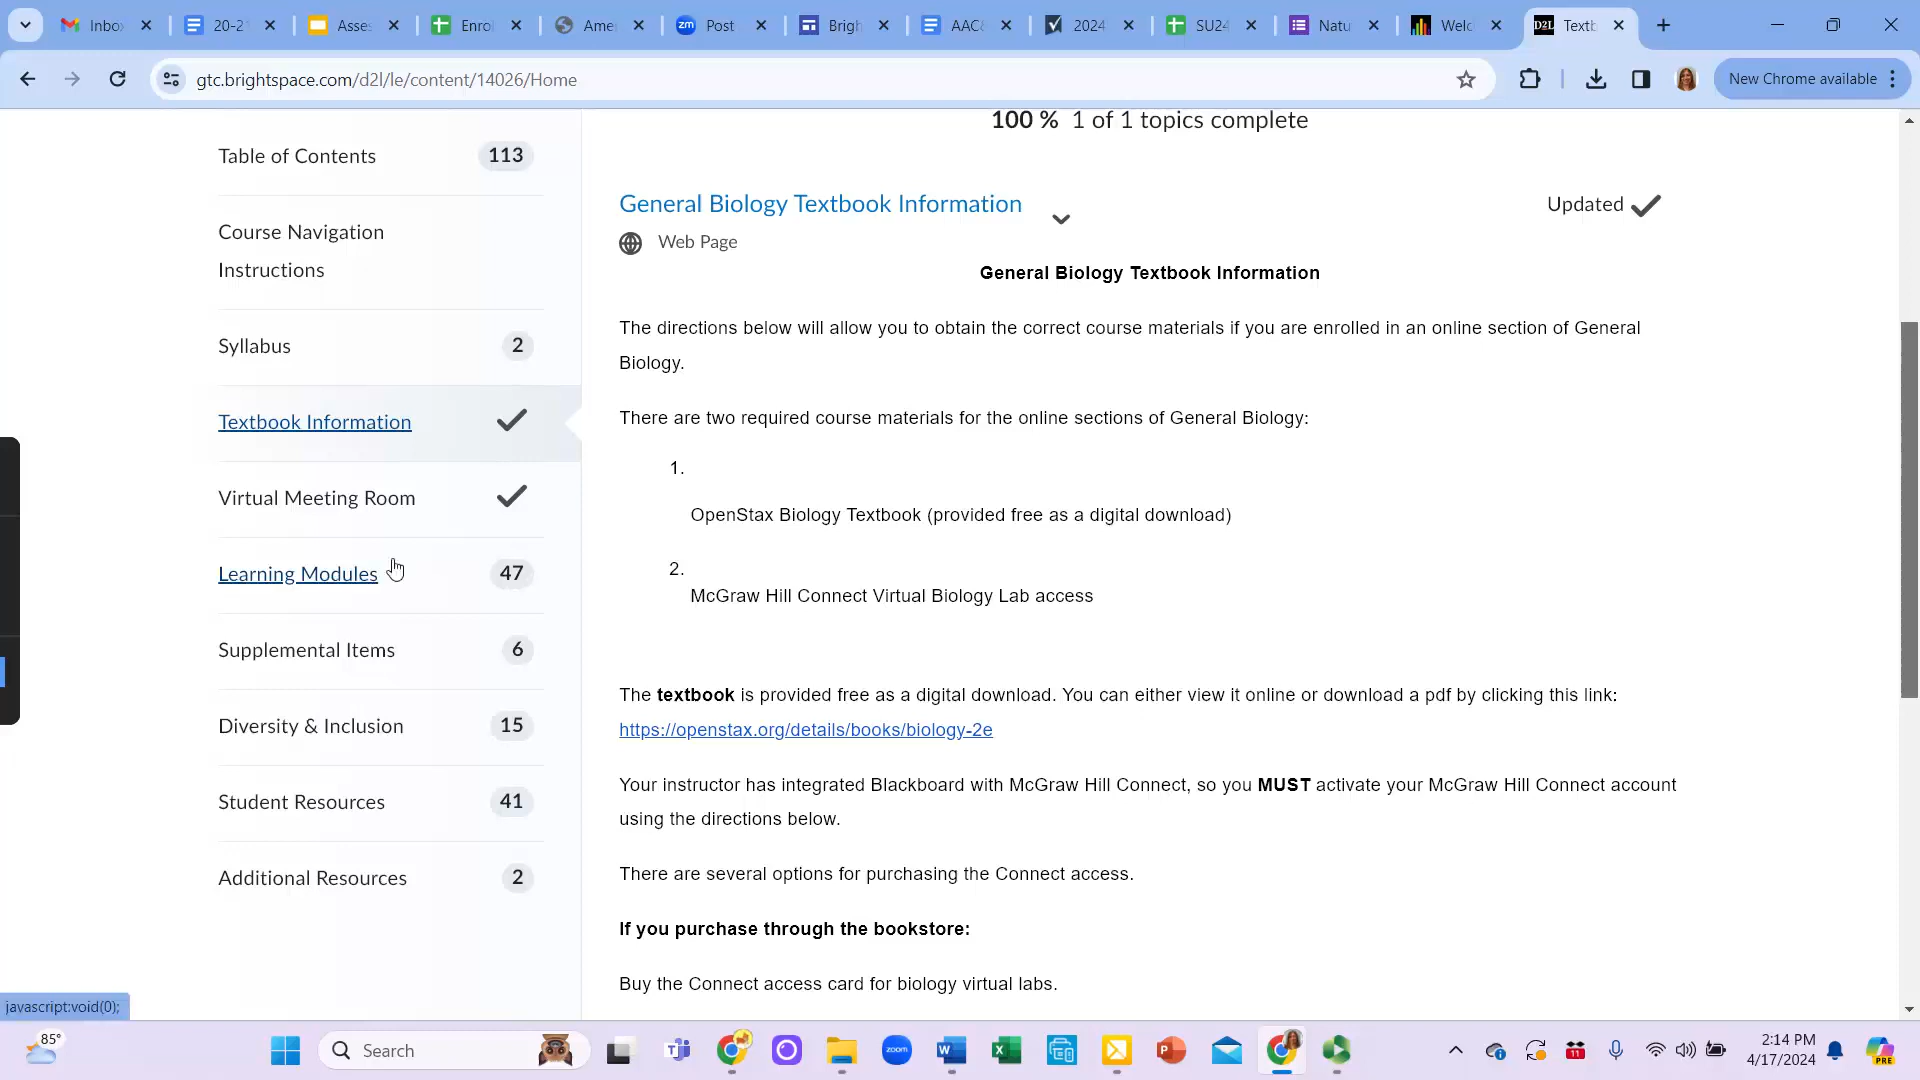 Inbo
20-2
Asses
Enro
Ame
Post
Brigh
AAC
2024
SU24
Natu
Welc
Textb
gtc.brightspace.com/d2l/le/content/14026/Home
New Chrome available
100 % 1 of 1 topics complete
Table of Contents 113
Course Navigation
Instructions
Syllabus 2
Textbook Information
Virtual Meeting Room
Learning Modules 47
Supplemental Items 6
Diversity & Inclusion 15
Student Resources 41
Additional Resources 2
General Biology Textbook Information
Updated
Web Page
General Biology Textbook Information
The directions below will allow you to obtain the correct course materials if you are enrolled in an online section of General
Biology.
There are two required course materials for the online sections of General Biology:
1.
OpenStax Biology Textbook (provided free as a digital download)
2.
McGraw Hill Connect Virtual Biology Lab access
The textbook is provided free as a digital download. You can either view it online or download a pdf by clicking this link:
https://openstax.org/details/books/biology-2e
Your instructor has integrated Blackboard with McGraw Hill Connect, so you MUST activate your McGraw Hill Connect account
using the directions below.
There are several options for purchasing the Connect access.
If you purchase through the bookstore:
Buy the Connect access card for biology virtual labs.
javascript:void(0);
85°
Search
zoom
11
2:14 PM
4/17/2024
PRE